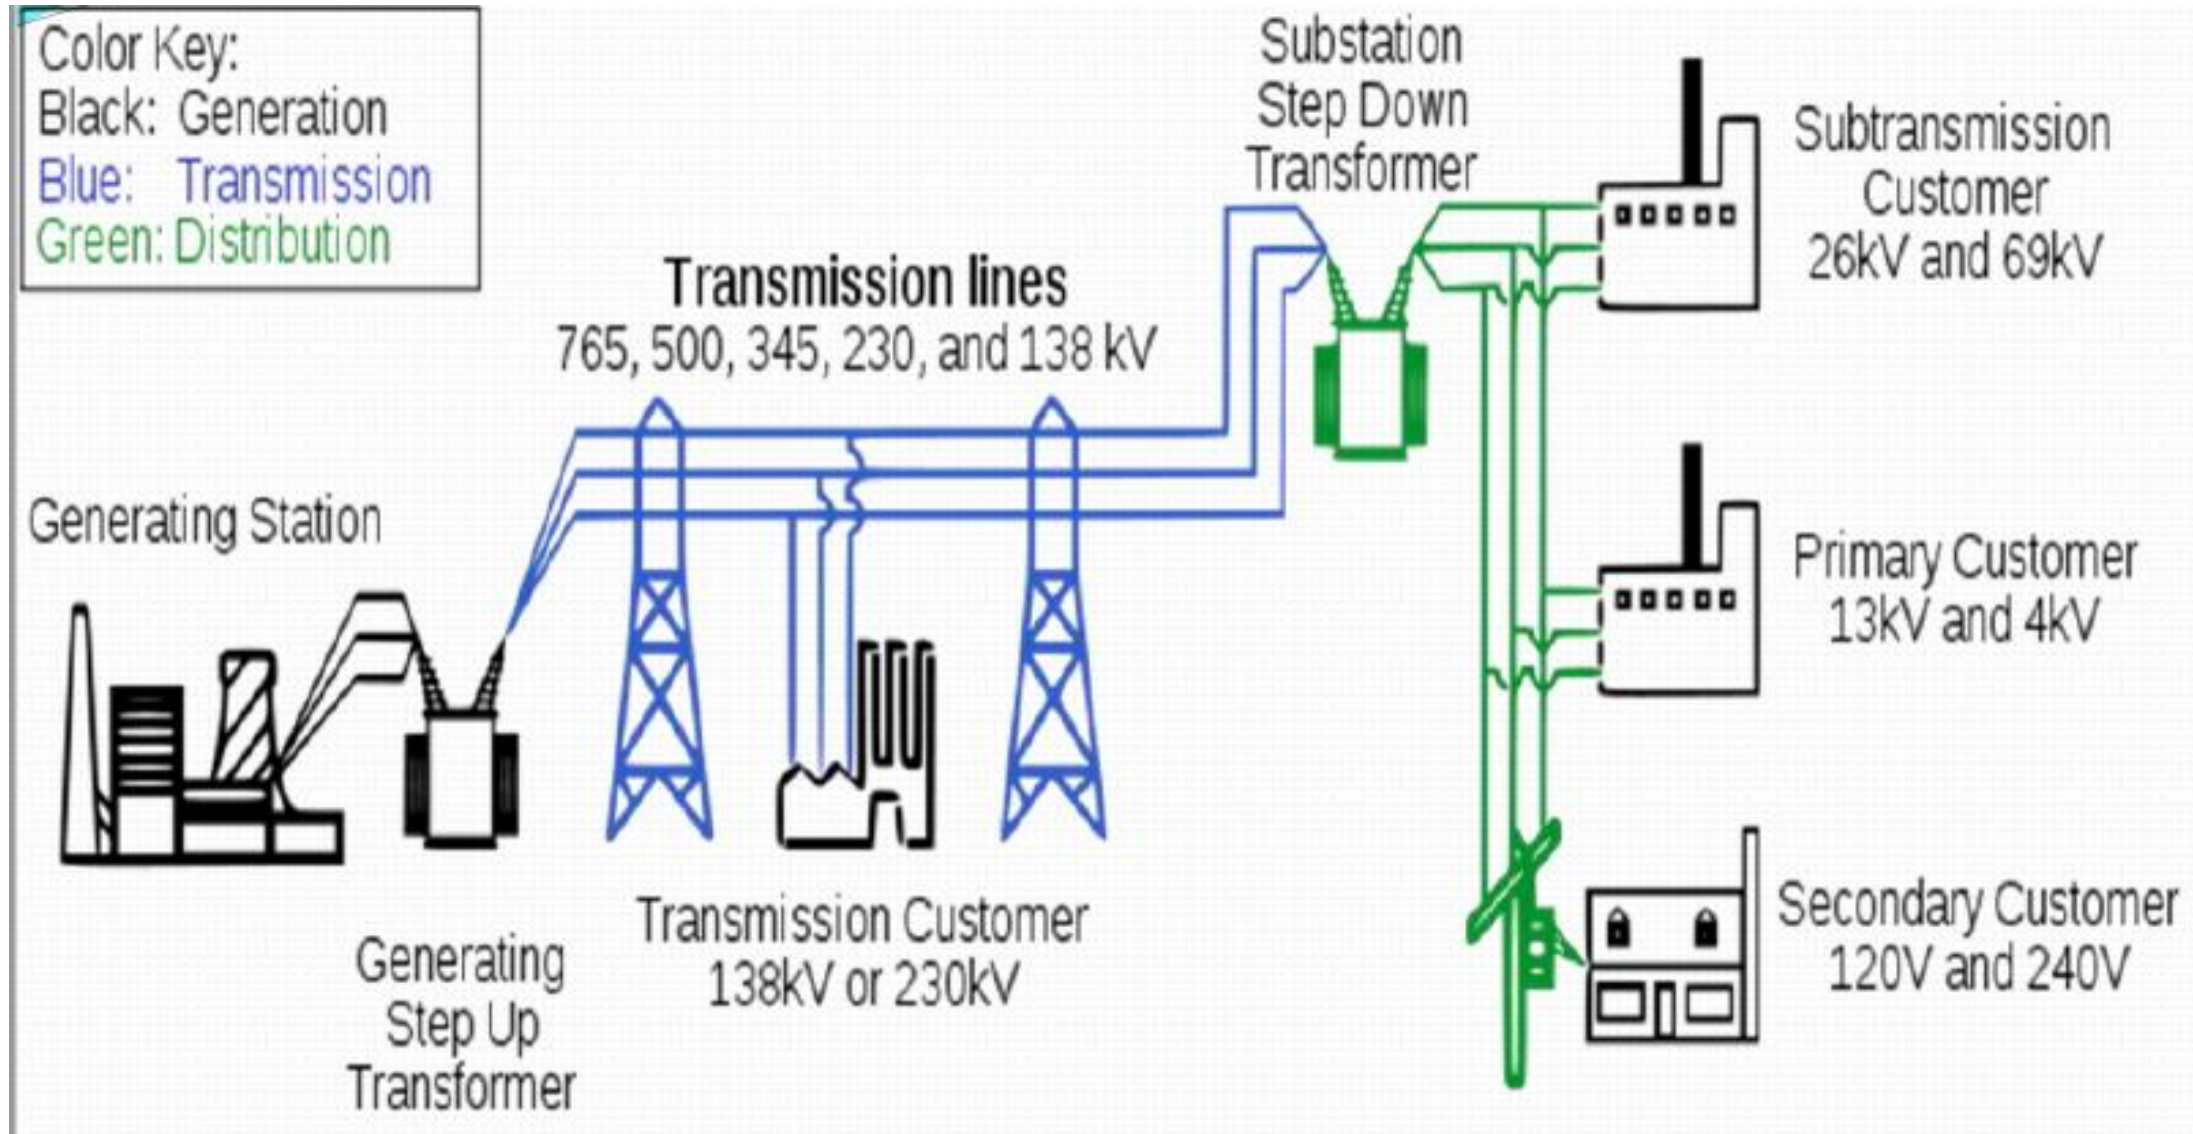 Color Key:
Black: Generation
Blue: Transmission
Green: Distribution
Substation
Step Down
Transformer
Subtransmission
Customer
26kV and 69kV
Transmission lines
765, 500, 345, 230, and 138 kV
Generating Station
Primary Customer
13kV and 4kV
Transmission Customer
138kV or 230kV
Secondary Customer
120V and 240V
Generating
Step Up
Transformer